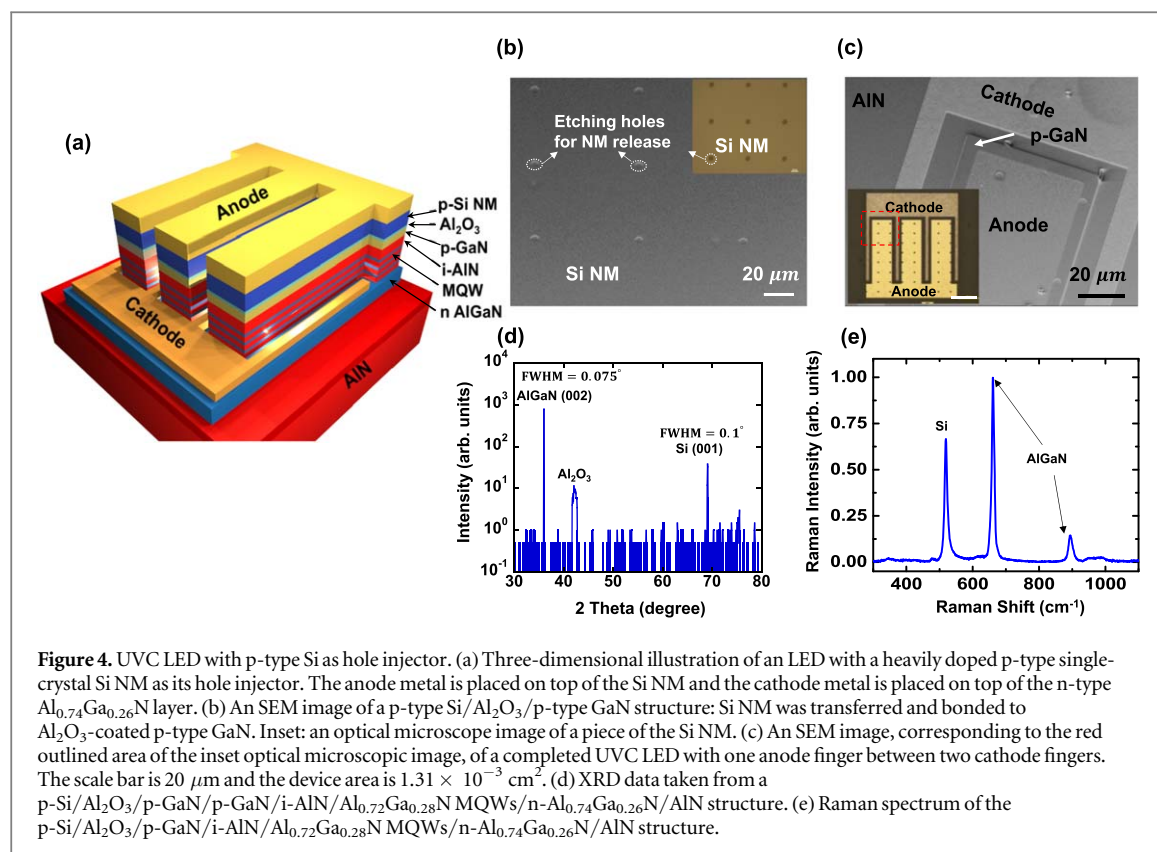 (a)
Anode
Cathode
AlN
p-Si NM
Al₂O₃
p-GaN
i-AlN
MQW
n AlGaN
(b)
Etching holes
for NM release
Si NM
Si NM
20 μm
(c)
AlN
Cathode
p-GaN
Anode
Cathode
Anode
20 μm
(d)
Intensity (arb. units)
10⁴
10³
10²
10¹
10⁰
10⁻¹
FWHM = 0.075°
AlGaN (002)
Al₂O₃
FWHM = 0.1°
Si (001)
30 40 50 60 70 80
2 Theta (degree)
(e)
Raman Intensity (arb. units)
1.00
0.75
0.50
0.25
0.00
Si
AlGaN
400 600 800 1000
Raman Shift (cm⁻¹)
Figure 4. UVC LED with p-type Si as hole injector. (a) Three-dimensional illustration of an LED with a heavily doped p-type single-
crystal Si NM as its hole injector. The anode metal is placed on top of the Si NM and the cathode metal is placed on top of the n-type
Al₀.₇₄Ga₀.₂₆N layer. (b) An SEM image of a p-type Si/Al₂O₃/p-type GaN structure: Si NM was transferred and bonded to
Al₂O₃-coated p-type GaN. Inset: an optical microscope image of a piece of the Si NM. (c) An SEM image, corresponding to the red
outlined area of the inset optical microscopic image, of a completed UVC LED with one anode finger between two cathode fingers.
The scale bar is 20 μm and the device area is 1.31 × 10⁻³ cm². (d) XRD data taken from a
p-Si/Al₂O₃/p-GaN/p-GaN/i-AlN/Al₀.₇₂Ga₀.₂₈N MQWs/n-Al₀.₇₄Ga₀.₂₆N/AlN structure. (e) Raman spectrum of the
p-Si/Al₂O₃/p-GaN/i-AlN/Al₀.₇₂Ga₀.₂₈N MQWs/n-Al₀.₇₄Ga₀.₂₆N/AlN structure.